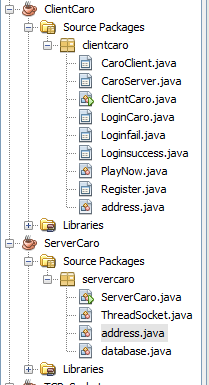 ClientCaro
Source Packages
clientcaro
CaroClient.java
CaroServer.java
ClientCaro.java
LoginCaro.java
Loginfail.java
Loginsuccess.java
PlayNow.java
Register.java
address.java
Libraries
ServerCaro
Source Packages
servercaro
ServerCaro.java
ThreadSocket.java
address.java
database.java
Libraries